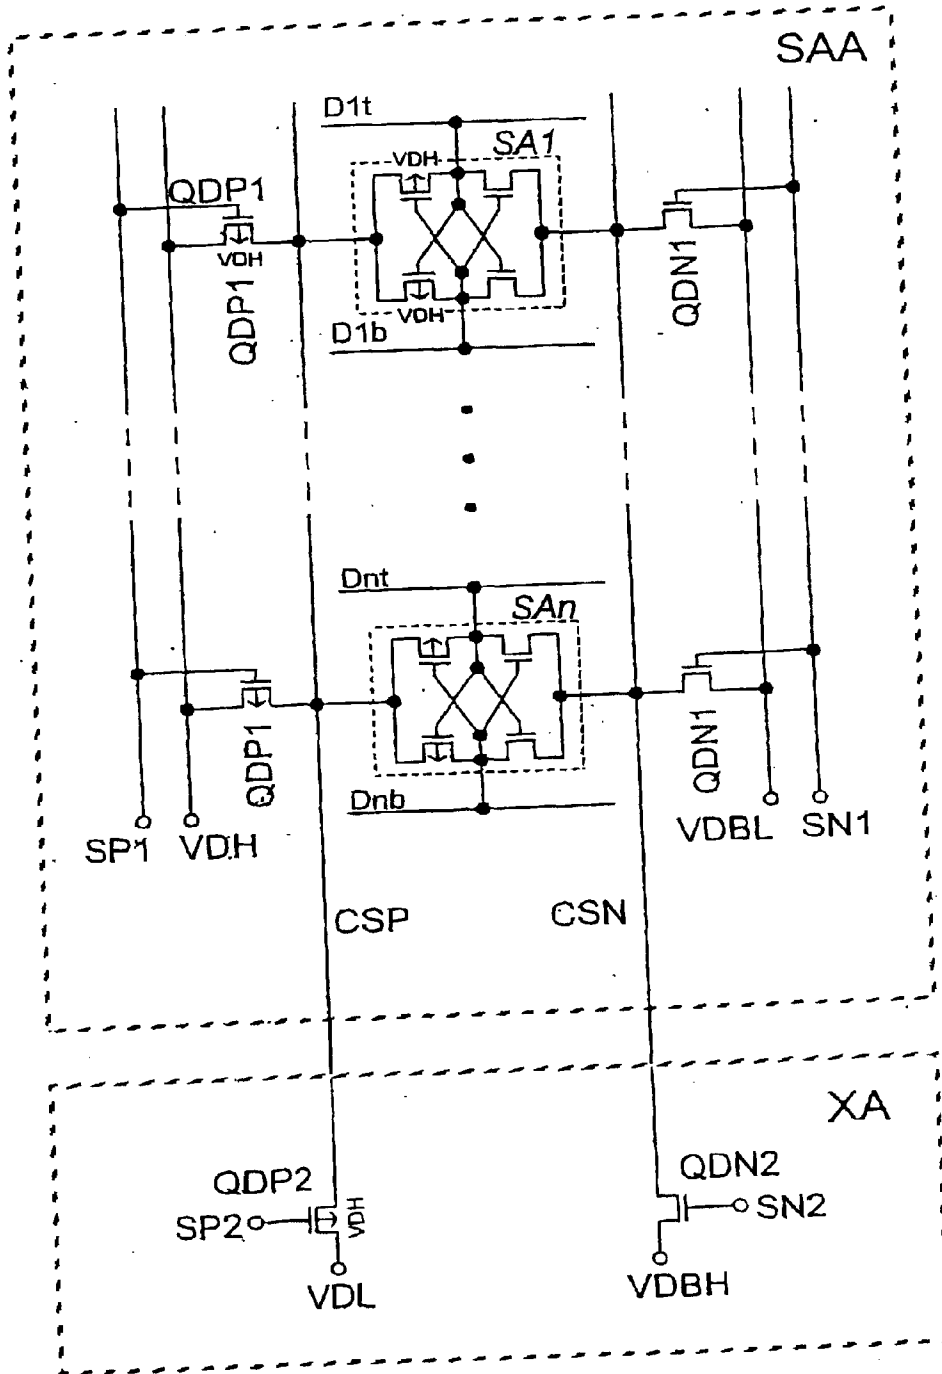 SAA
D1t
SA1
VDH
QDP1
VDH
QDP1
QDN1
VDH
D1b
Dnt
SAn
QDP1
QDN1
Dnb
SP1
VDH
VDBL
SN1
CSP
CSN
XA
QDP2
VDH
SP2
VDL
QDN2
SN2
VDBH